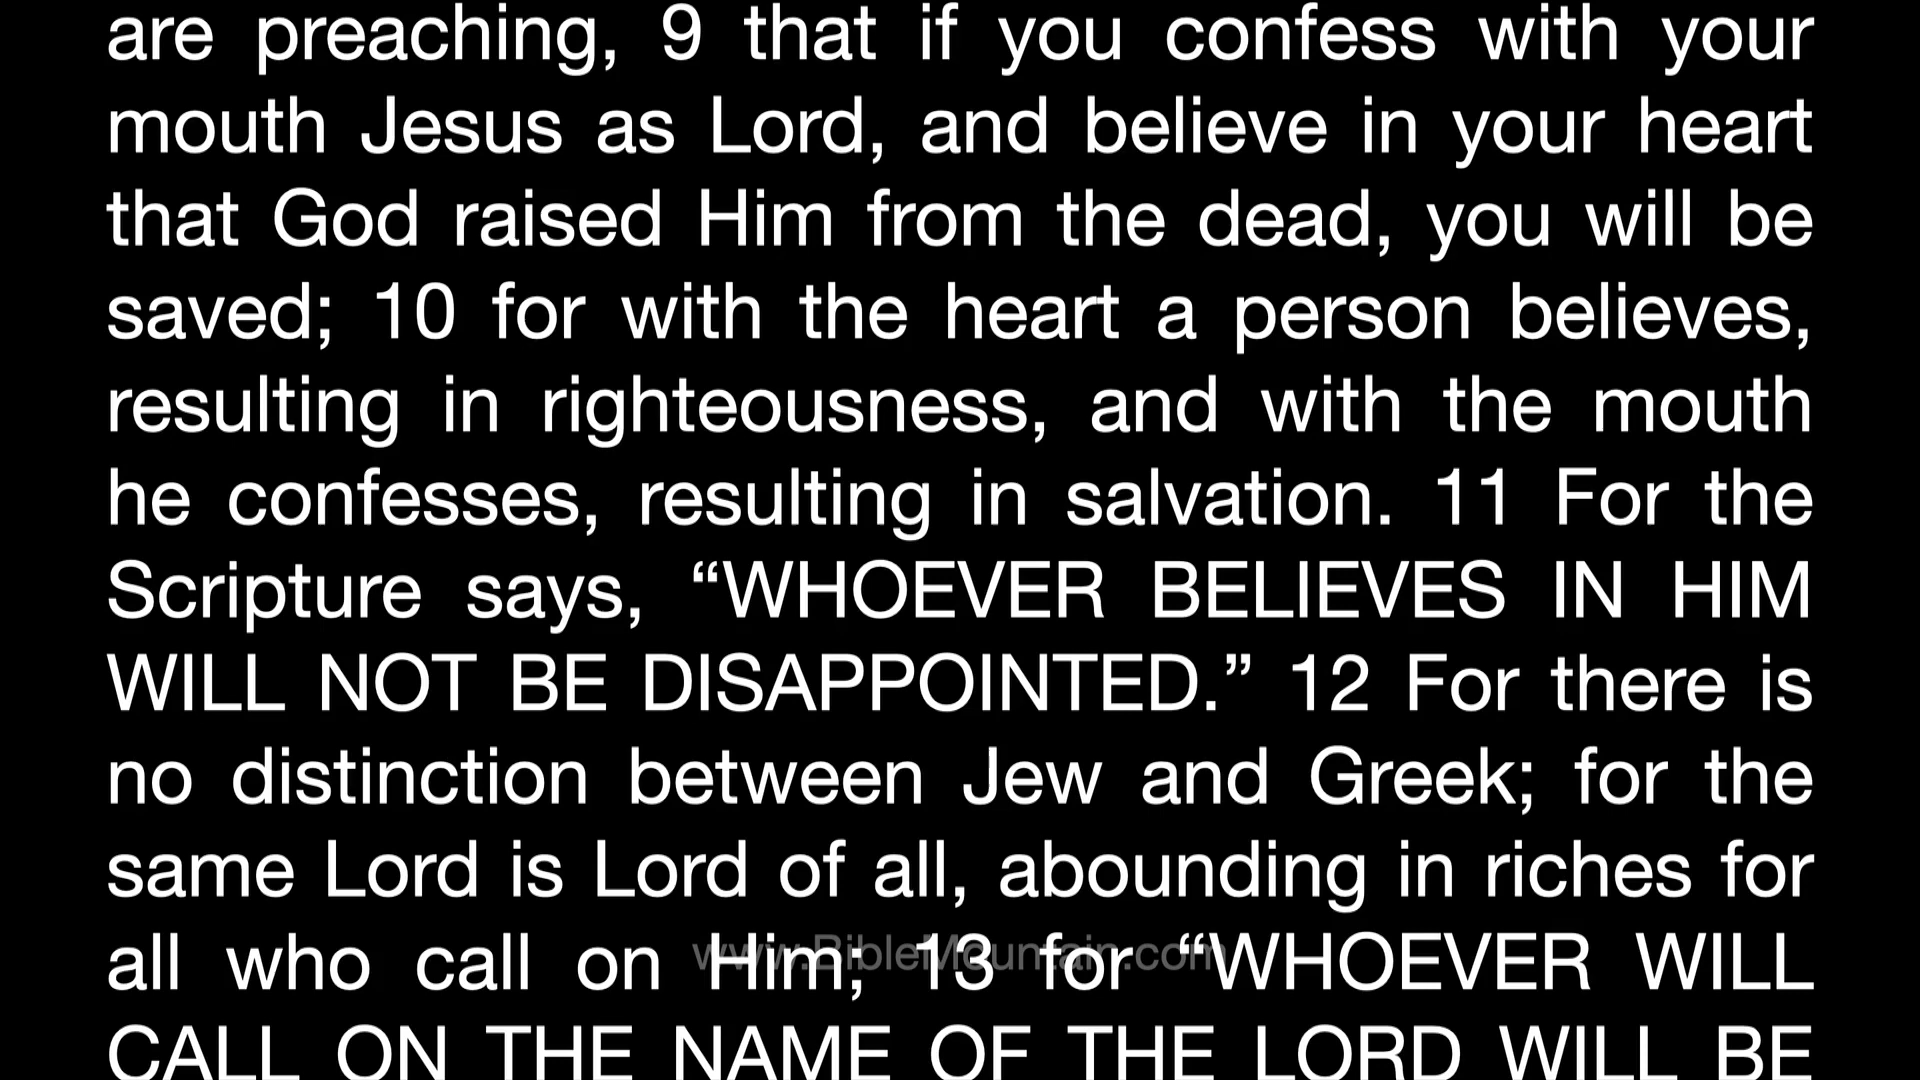 are preaching, 9 that if you confess with your
mouth Jesus as Lord, and believe in your heart
that God raised Him from the dead, you will be
saved; 10 for with the heart a person believes,
resulting in righteousness, and with the mouth
he confesses, resulting in salvation. 11 For the
Scripture says, “WHOEVER BELIEVES IN HIM
WILL NOT BE DISAPPOINTED.” 12 For there is
no distinction between Jew and Greek; for the
same Lord is Lord of all, abounding in riches for
all who call on Him; 13 for “WHOEVER WILL
www.BibleMountain.com
CALL ON THE NAME OF THE LORD WILL BE